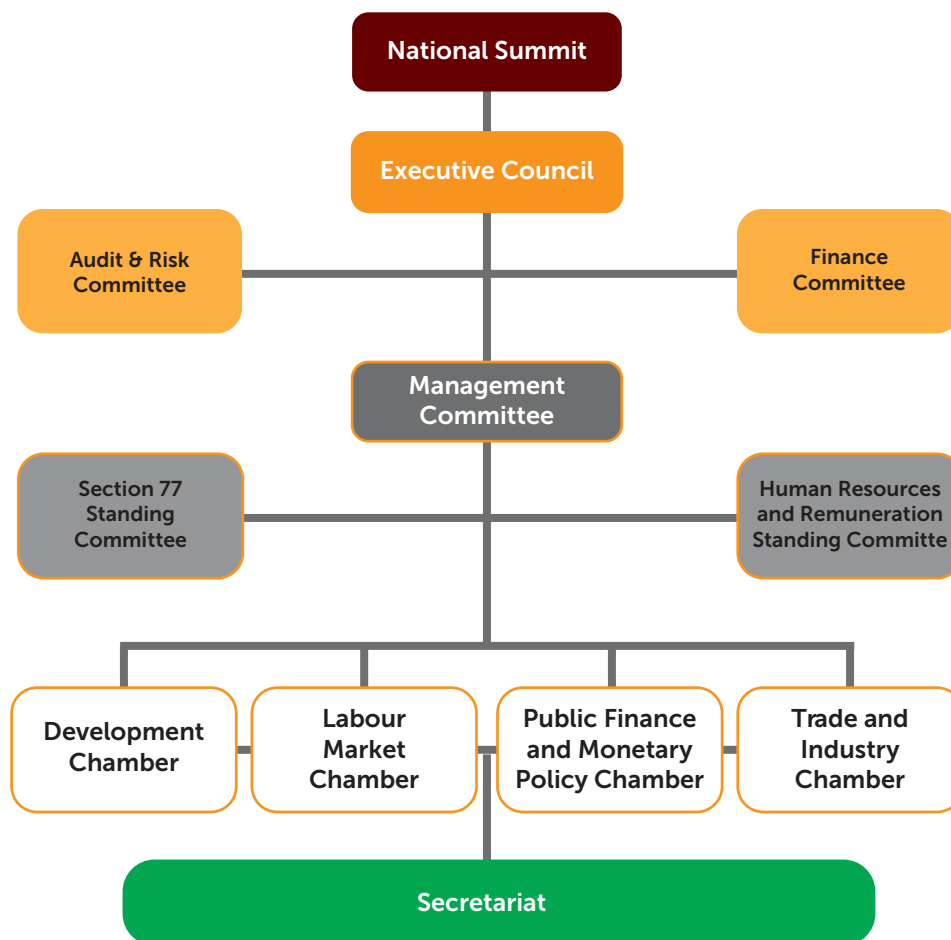 National Summit
Executive Council
Audit & Risk
Committee
Finance
Committee
Management
Committee
Section 77
Standing
Committee
Human Resources
and Remuneration
Standing Committe
Development
Chamber
Labour
Market
Chamber
Public Finance
and Monetary
Policy Chamber
Trade and
Industry
Chamber
Secretariat